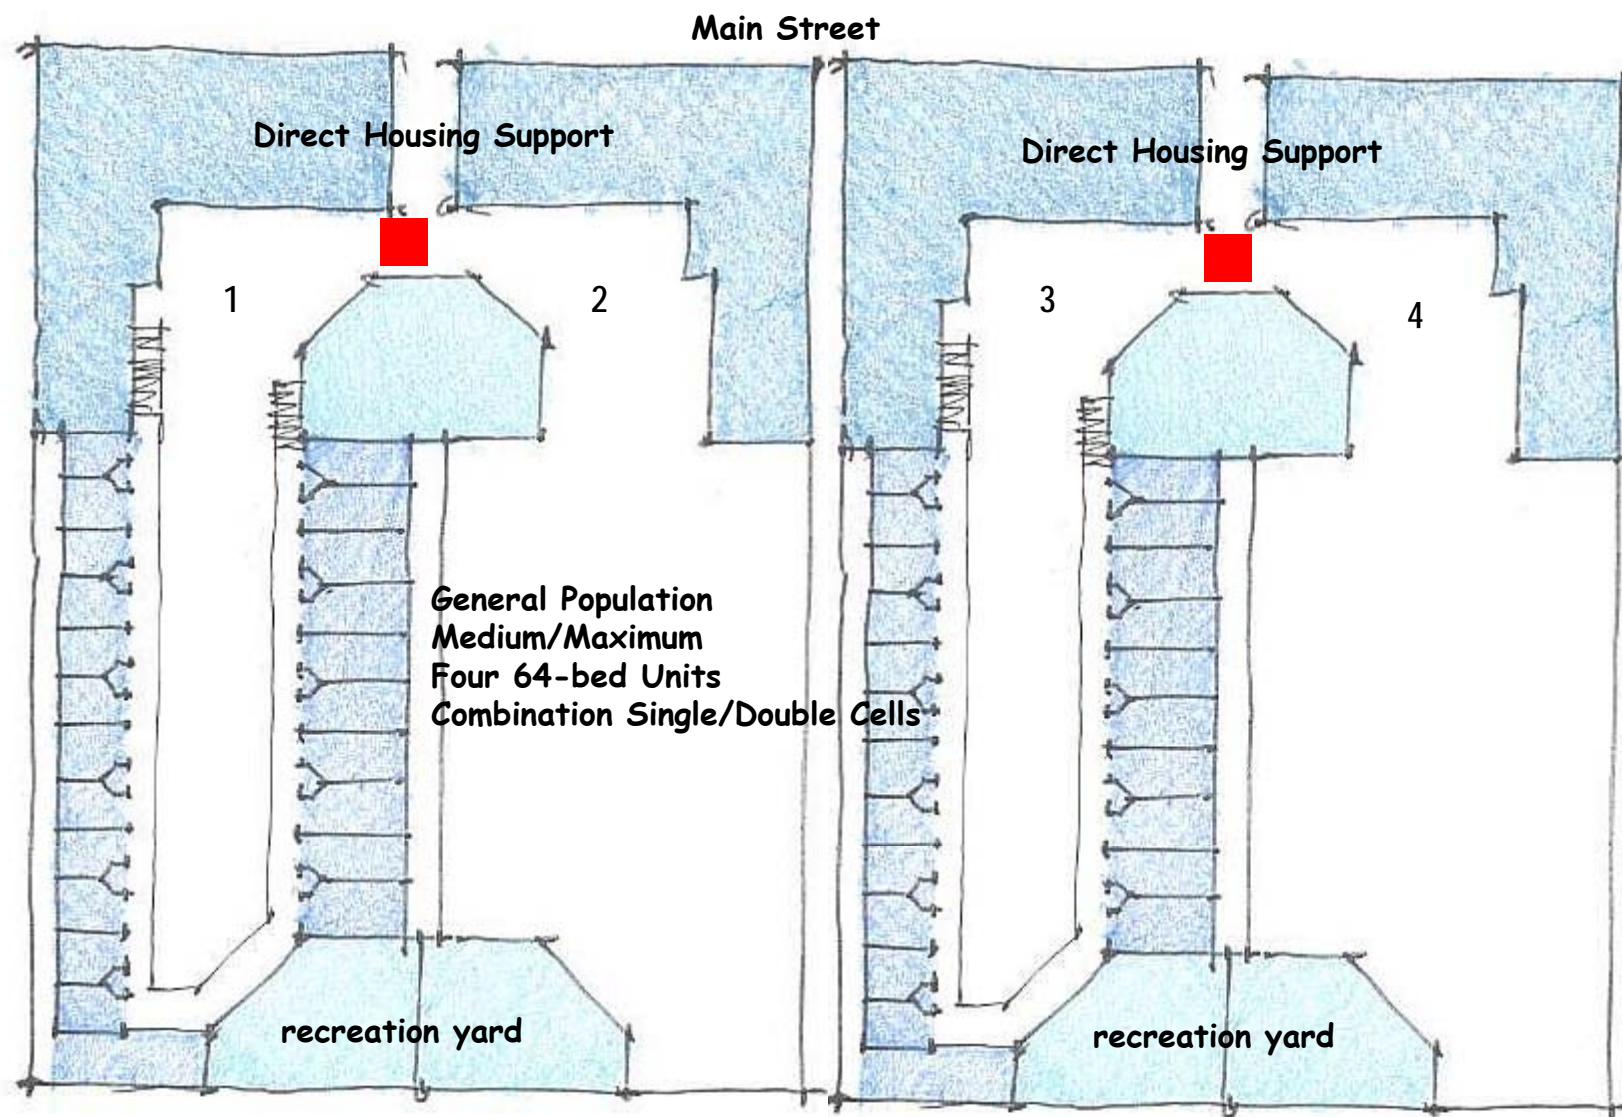 Main Street
Direct Housing Support
Direct Housing Support
1
2
3
4
General Population
Medium/Maximum
Four 64-bed Units
Combination Single/Double Cells
recreation yard
recreation yard